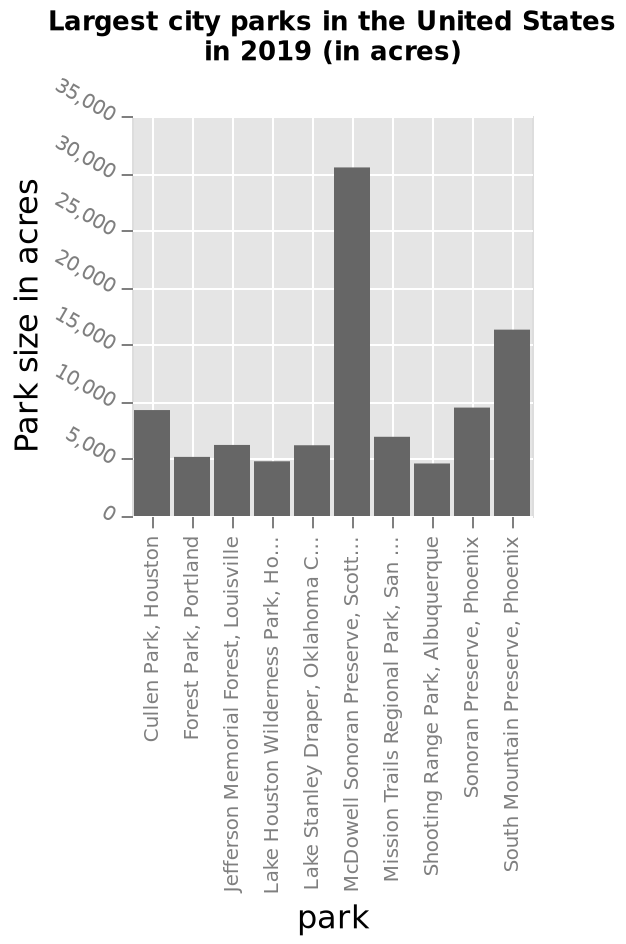 Largest city parks in the United States
in 2019 (in acres)
Park size in acres
35,000
30,000
25,000
20,000
15,000
10,000
5,000
0
Cullen Park, Houston
Forest Park, Portland
Jefferson Memorial Forest, Louisville
Lake Houston Wilderness Park, Ho...
Lake Stanley Draper, Oklahoma C...
McDowell Sonoran Preserve, Scott...
Mission Trails Regional Park, San ...
Shooting Range Park, Albuquerque
Sonoran Preserve, Phoenix
South Mountain Preserve, Phoenix
park